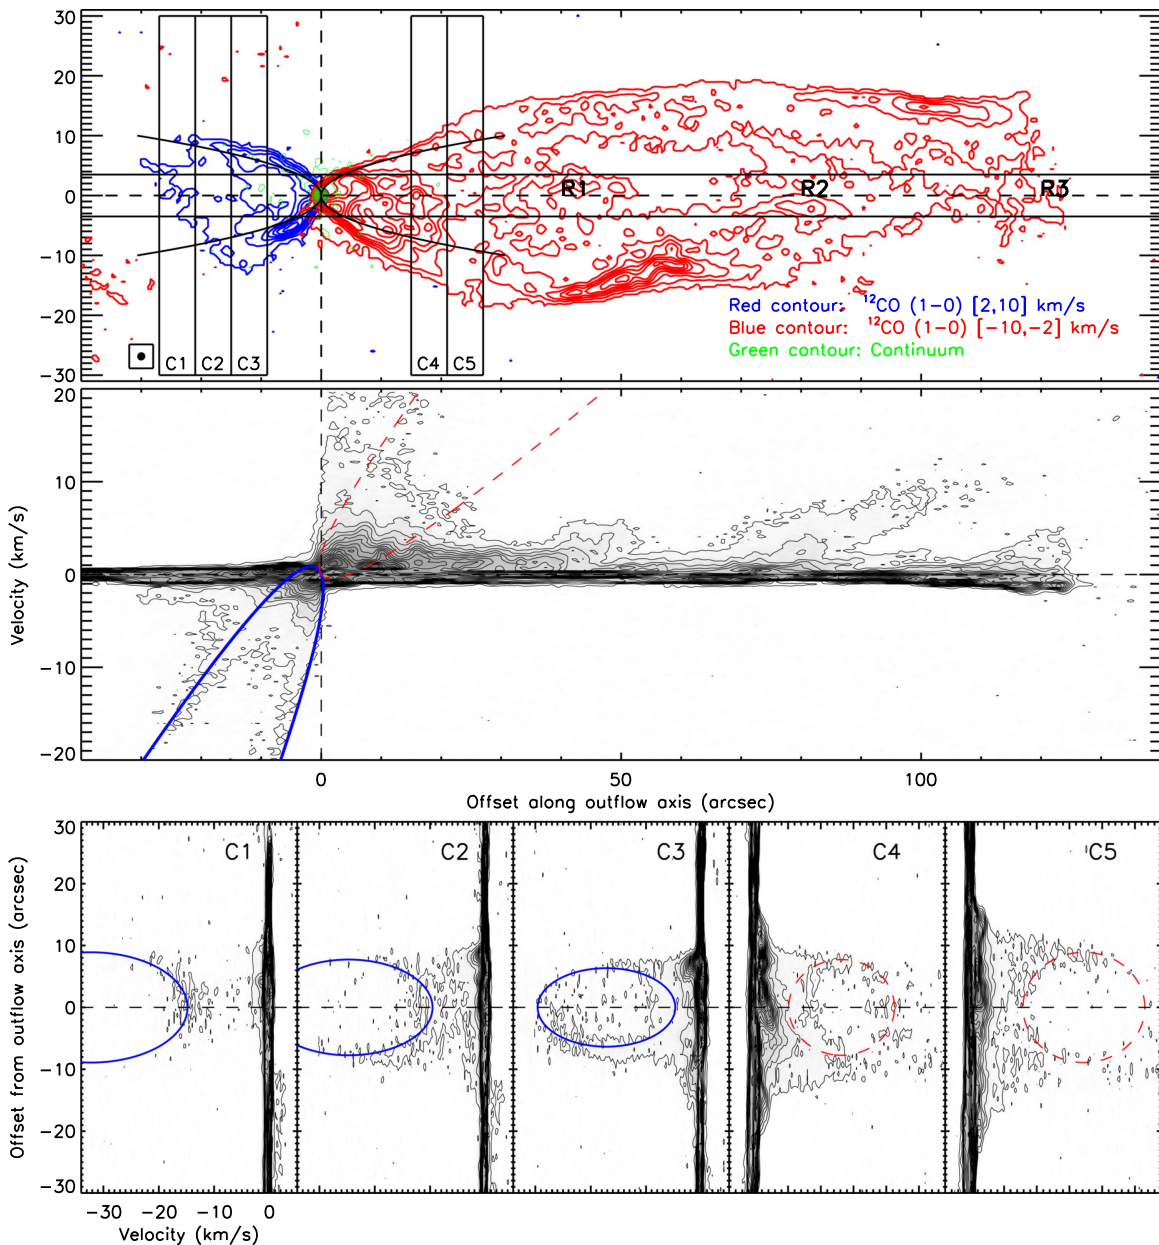 30
20
10
0
-10
-20
-30
R1 R2 R3
Red contour: ¹²CO (1-0) [2,10] km/s
Blue contour: ¹²CO (1-0) [-10,-2] km/s
Green contour: Continuum
C1 C2 C3 C4 C5
20
10
0
-10
-20
Velocity (km/s)
0 50 100
Offset along outflow axis (arcsec)
30
20
10
0
-10
-20
-30
Offset from outflow axis (arcsec)
C1 C2 C3 C4 C5
-30 -20 -10 0
Velocity (km/s)